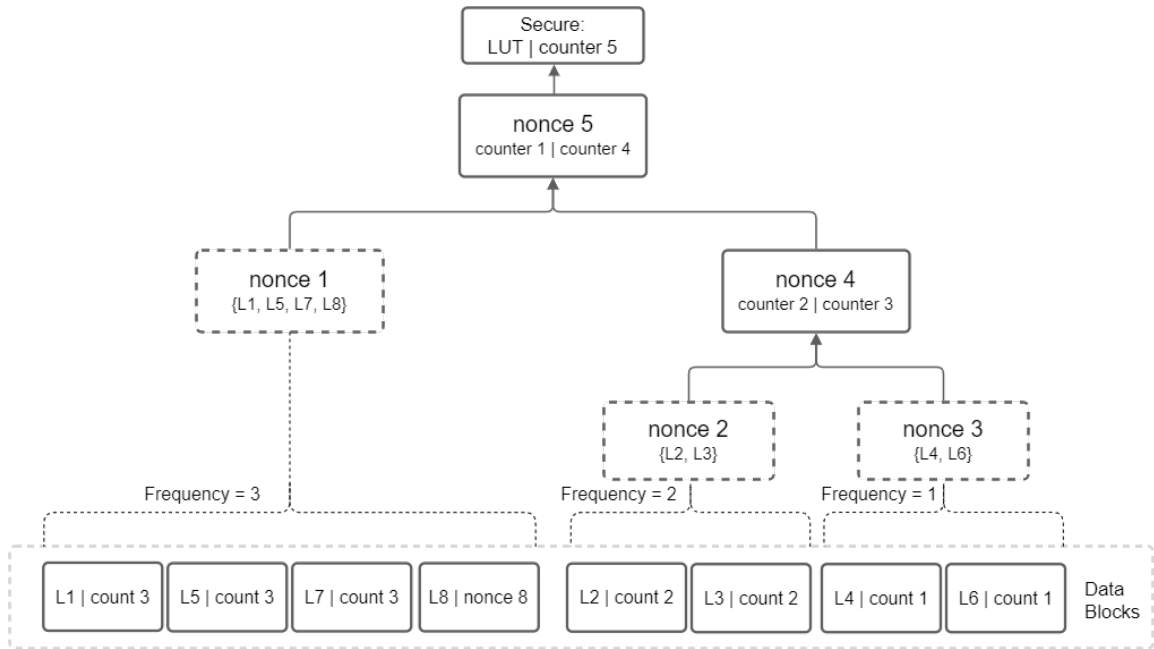 Secure:
LUT | counter 5
nonce 5
counter 1 | counter 4
nonce 1
{L1, L5, L7, L8}
nonce 4
counter 2 | counter 3
nonce 2
{L2, L3}
nonce 3
{L4, L6}
Frequency = 3
Frequency = 2
Frequency = 1
L1 | count 3
L5 | count 3
L7 | count 3
L8 | nonce 8
L2 | count 2
L3 | count 2
L4 | count 1
L6 | count 1
Data
Blocks